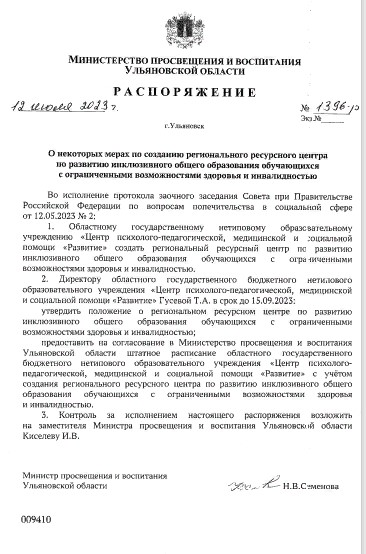 Министерство просвещения и воспитания
Ульяновской области
РАСПОРЯЖЕНИЕ
12 июля 2023г.
№ 1396-р
Экз.№
г.Ульяновск
О некоторых мерах по созданию регионального ресурсного центра
по развитию инклюзивного общего образования обучающихся
с ограниченными возможностями здоровья и инвалидностью
Во исполнение протокола заочного заседания Совета при Правительстве
Российской Федерации по вопросам попечительства в социальной сфере
от 12.05.2023 № 2:
1. Областному государственному нетиповому образовательному
учреждению «Центр психолого-педагогической, медицинской и социальной
помощи «Развитие» создать региональный ресурсный центр по развитию
инклюзивного общего образования обучающихся с ограниченными
возможностями здоровья и инвалидностью.
2. Директору областного государственного бюджетного нетипового
образовательного учреждения «Центр психолого-педагогической, медицинской
и социальной помощи «Развитие» Гусевой Т.А. в срок до 15.09.2023:
утвердить положение о региональном ресурсном центре по развитию
инклюзивного общего образования обучающихся с ограниченными
возможностями здоровья и инвалидностью;
предоставить на согласование в Министерство просвещения и воспитания
Ульяновской области штатное расписание областного государственного
бюджетного нетипового образовательного учреждения «Центр психолого-
педагогической, медицинской и социальной помощи «Развитие» с учётом
создания регионального ресурсного центра по развитию инклюзивного общего
образования обучающихся с ограниченными возможностями здоровья
и инвалидностью.
3. Контроль за исполнением настоящего распоряжения возложить
на заместителя Министра просвещения и воспитания Ульяновской области
Киселеву И.В.
Министр просвещения и воспитания
Ульяновской области
Н.В.Семенова
009410